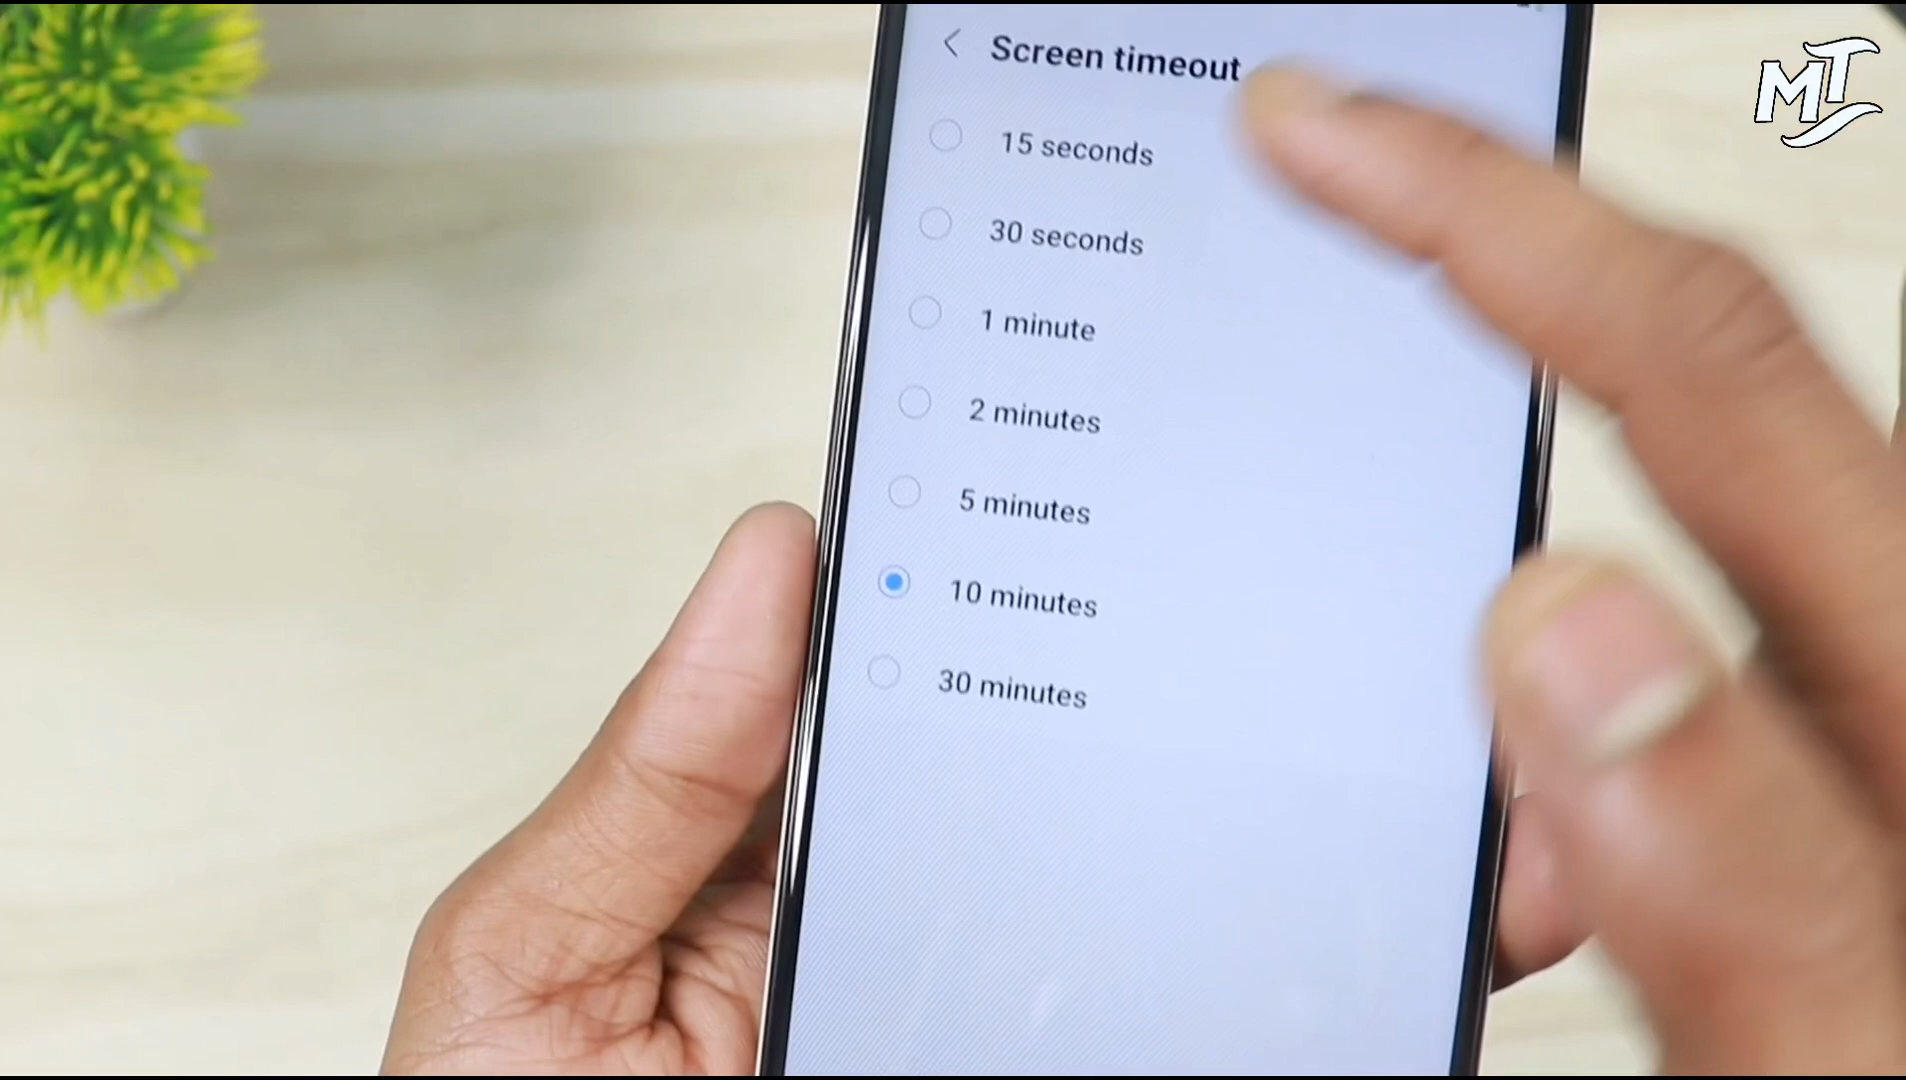 Screen timeout
15 seconds
30 seconds
1 minute
2 minutes
5 minutes
10 minutes
30 minutes
MT